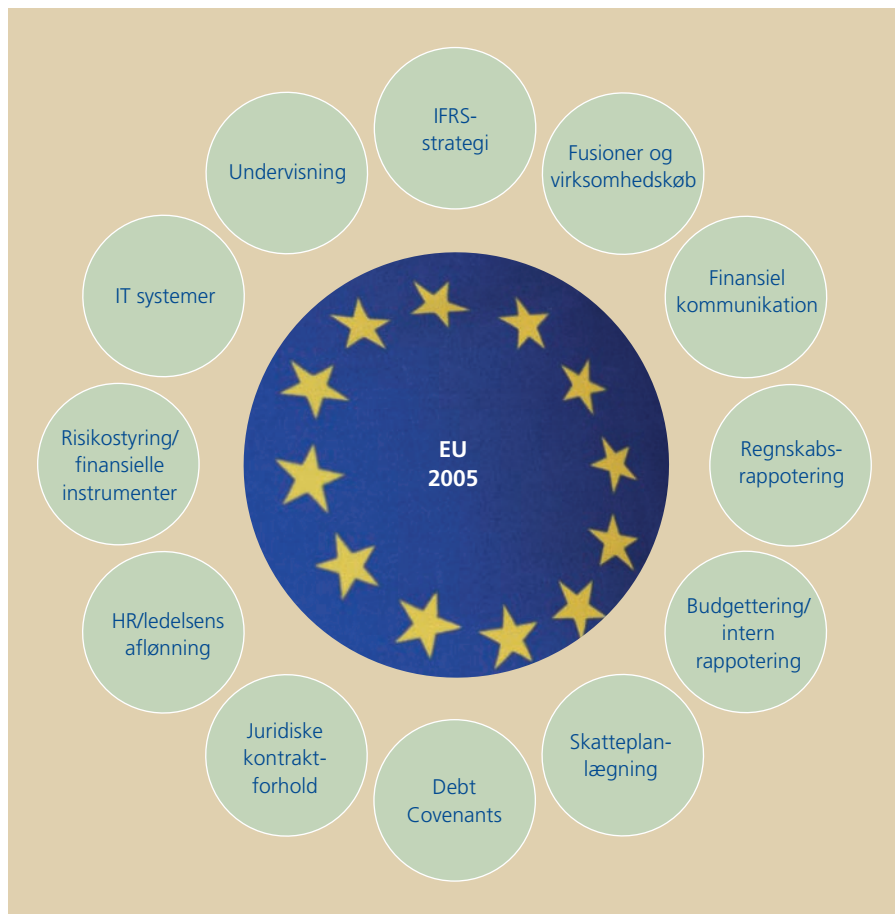 IFRS-
strategi
Fusioner og
virksomhedskøb
Finansiel
kommunikation
Regnskabs-
rappotering
Budgettering/
intern
rappotering
Skatteplan-
lægning
Debt
Covenants
Juridiske
kontrakt-
forhold
HR/ledelsens
aflønning
Risikostyring/
finansielle
instrumenter
IT systemer
Undervisning
EU
2005